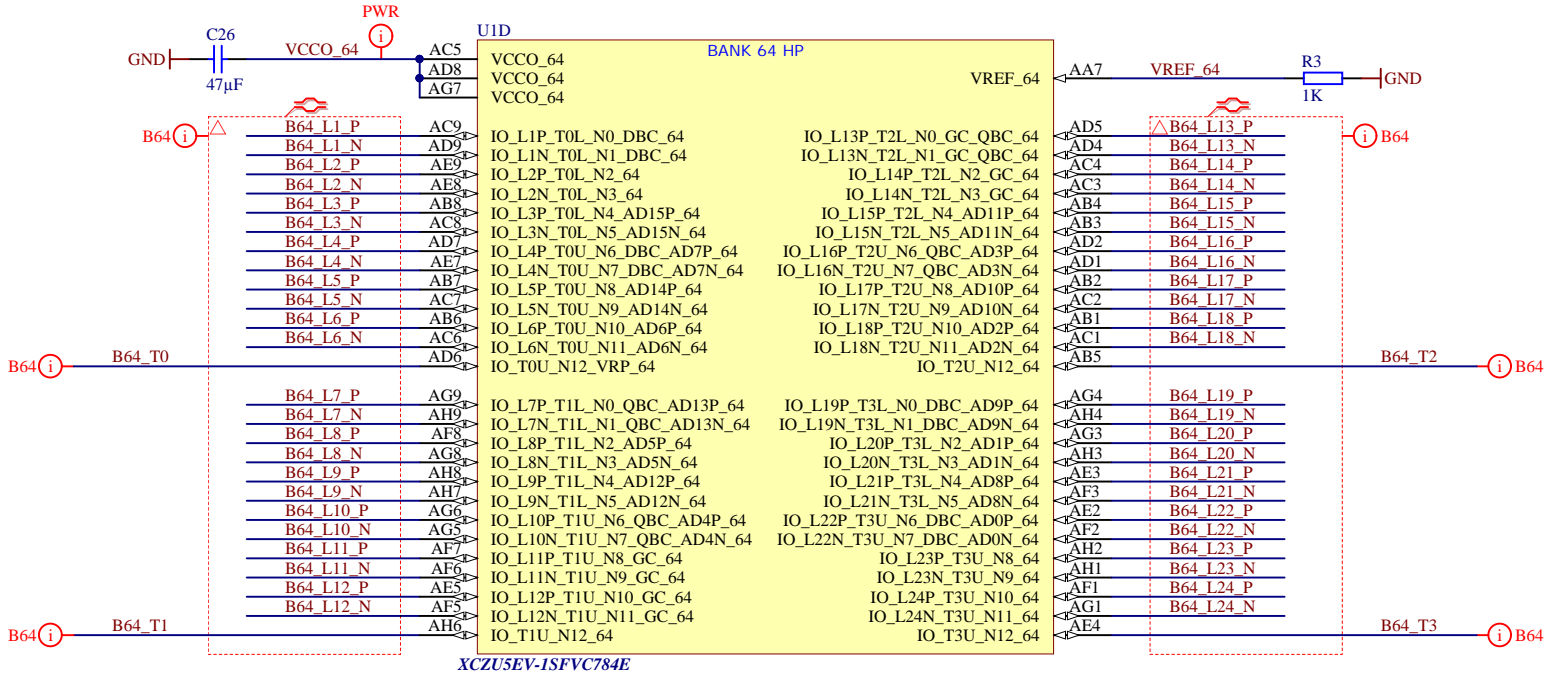 PWR
i
C26
GND
47µF
VCCO_64
U1D
BANK 64 HP
AC5 VCCO_64
AD8 VCCO_64
AG7 VCCO_64
VREF_64 AA7 VREF_64
R3
1K
GND
B64 i
i B64
B64_L1_P AC9 IO_L1P_T0L_N0_DBC_64 IO_L13P_T2L_N0_GC_QBC_64 AD5 B64_L13_P
B64_L1_N AD9 IO_L1N_T0L_N1_DBC_64 IO_L13N_T2L_N1_GC_QBC_64 AD4 B64_L13_N
B64_L2_P AE9 IO_L2P_T0L_N2_64 IO_L14P_T2L_N2_GC_64 AC4 B64_L14_P
B64_L2_N AE8 IO_L2N_T0L_N3_64 IO_L14N_T2L_N3_GC_64 AC3 B64_L14_N
B64_L3_P AB8 IO_L3P_T0L_N4_AD15P_64 IO_L15P_T2L_N4_AD11P_64 AB4 B64_L15_P
B64_L3_N AC8 IO_L3N_T0L_N5_AD15N_64 IO_L15N_T2L_N5_AD11N_64 AB3 B64_L15_N
B64_L4_P AD7 IO_L4P_T0U_N6_DBC_AD7P_64 IO_L16P_T2U_N6_QBC_AD3P_64 AD2 B64_L16_P
B64_L4_N AE7 IO_L4N_T0U_N7_DBC_AD7N_64 IO_L16N_T2U_N7_QBC_AD3N_64 AD1 B64_L16_N
B64_L5_P AB7 IO_L5P_T0U_N8_AD14P_64 IO_L17P_T2U_N8_AD10P_64 AB2 B64_L17_P
B64_L5_N AC7 IO_L5N_T0U_N9_AD14N_64 IO_L17N_T2U_N9_AD10N_64 AC2 B64_L17_N
B64_L6_P AB6 IO_L6P_T0U_N10_AD6P_64 IO_L18P_T2U_N10_AD2P_64 AB1 B64_L18_P
B64_L6_N AC6 IO_L6N_T0U_N11_AD6N_64 IO_L18N_T2U_N11_AD2N_64 AC1 B64_L18_N
B64 i B64_T0 AD6 IO_T0U_N12_VRP_64 IO_T2U_N12_64 AB5 B64_T2 i B64
B64_L7_P AG9 IO_L7P_T1L_N0_QBC_AD13P_64 IO_L19P_T3L_N0_DBC_AD9P_64 AG4 B64_L19_P
B64_L7_N AH9 IO_L7N_T1L_N1_QBC_AD13N_64 IO_L19N_T3L_N1_DBC_AD9N_64 AH4 B64_L19_N
B64_L8_P AF8 IO_L8P_T1L_N2_AD5P_64 IO_L20P_T3L_N2_AD1P_64 AG3 B64_L20_P
B64_L8_N AG8 IO_L8N_T1L_N3_AD5N_64 IO_L20N_T3L_N3_AD1N_64 AH3 B64_L20_N
B64_L9_P AH8 IO_L9P_T1L_N4_AD12P_64 IO_L21P_T3L_N4_AD8P_64 AE3 B64_L21_P
B64_L9_N AH7 IO_L9N_T1L_N5_AD12N_64 IO_L21N_T3L_N5_AD8N_64 AF3 B64_L21_N
B64_L10_P AG6 IO_L10P_T1U_N6_QBC_AD4P_64 IO_L22P_T3U_N6_DBC_AD0P_64 AE2 B64_L22_P
B64_L10_N AG5 IO_L10N_T1U_N7_QBC_AD4N_64 IO_L22N_T3U_N7_DBC_AD0N_64 AF2 B64_L22_N
B64_L11_P AF7 IO_L11P_T1U_N8_GC_64 IO_L23P_T3U_N8_64 AH2 B64_L23_P
B64_L11_N AF6 IO_L11N_T1U_N9_GC_64 IO_L23N_T3U_N9_64 AH1 B64_L23_N
B64_L12_P AE5 IO_L12P_T1U_N10_GC_64 IO_L24P_T3U_N10_64 AF1 B64_L24_P
B64_L12_N AF5 IO_L12N_T1U_N11_GC_64 IO_L24N_T3U_N11_64 AG1 B64_L24_N
B64 i B64_T1 AH6 IO_T1U_N12_64 IO_T3U_N12_64 AE4 B64_T3 i B64
XCZU5EV-1SFVC784E